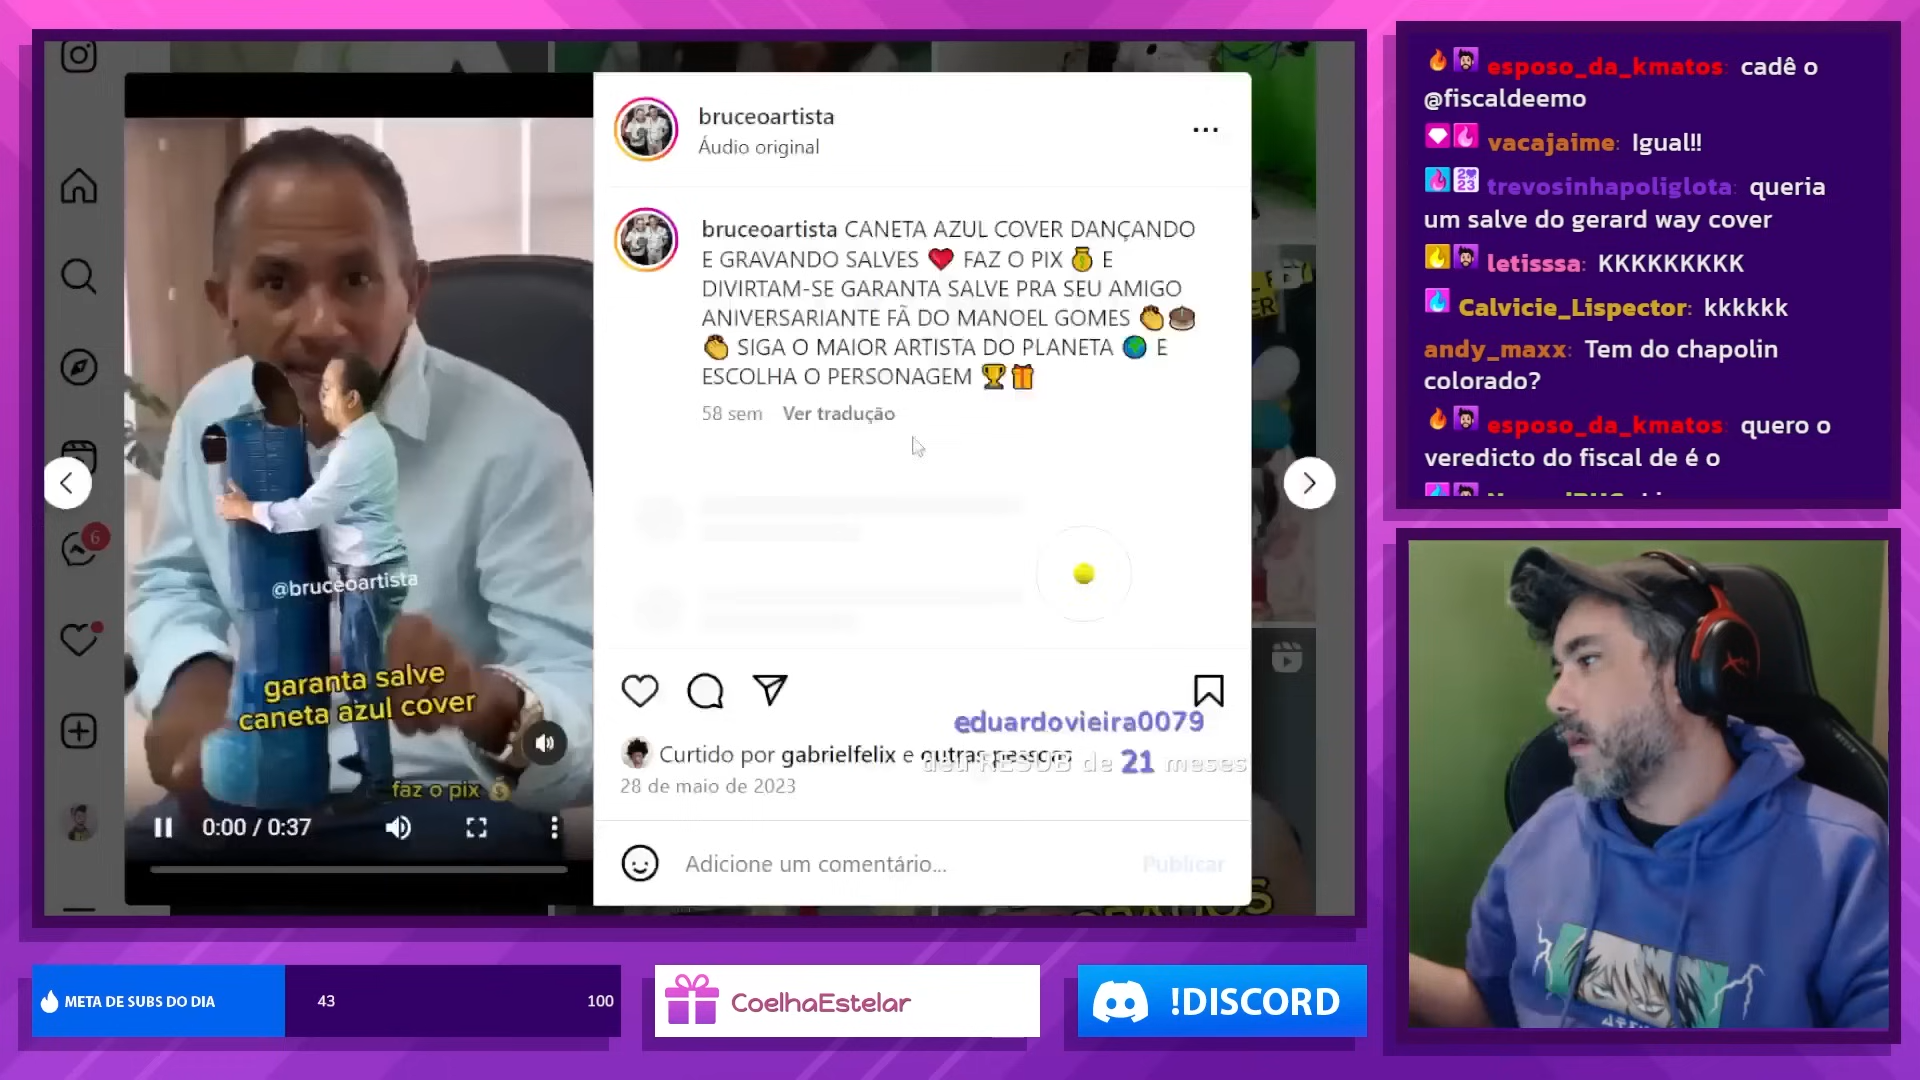 bruceoartista
Áudio original
bruceoartista CANETA AZUL COVER DANÇANDO
E GRAVANDO SALVES ❤️ FAZ O PIX 💰 E
DIVIRTAM-SE GARANTA SALVE PRA SEU AMIGO
ANIVERSARIANTE FÃ DO MANOEL GOMES 👏🎂
👏 SIGA O MAIOR ARTISTA DO PLANETA 🌎 E
ESCOLHA O PERSONAGEM 🏆🎁
58 sem Ver tradução
6
@bruceoartista
garanta salve
caneta azul cover
faz o pix 💰
0:00 / 0:37
eduardovieira0079
deu RESUB de 21 meses
Curtido por gabrielfelix e outras pessoas
28 de maio de 2023
Adicione um comentário...
Publicar
esposo_da_kmatos: cadê o
@fiscaldeemo
vacajaime: Igual!!
trevosinhapoliglota: queria
um salve do gerard way cover
letisssa: KKKKKKKKK
Calvicie_Lispector: kkkkkk
andy_maxx: Tem do chapolin
colorado?
esposo_da_kmatos: quero o
veredicto do fiscal de é o
META DE SUBS DO DIA
43
100
CoelhaEstelar
!DISCORD